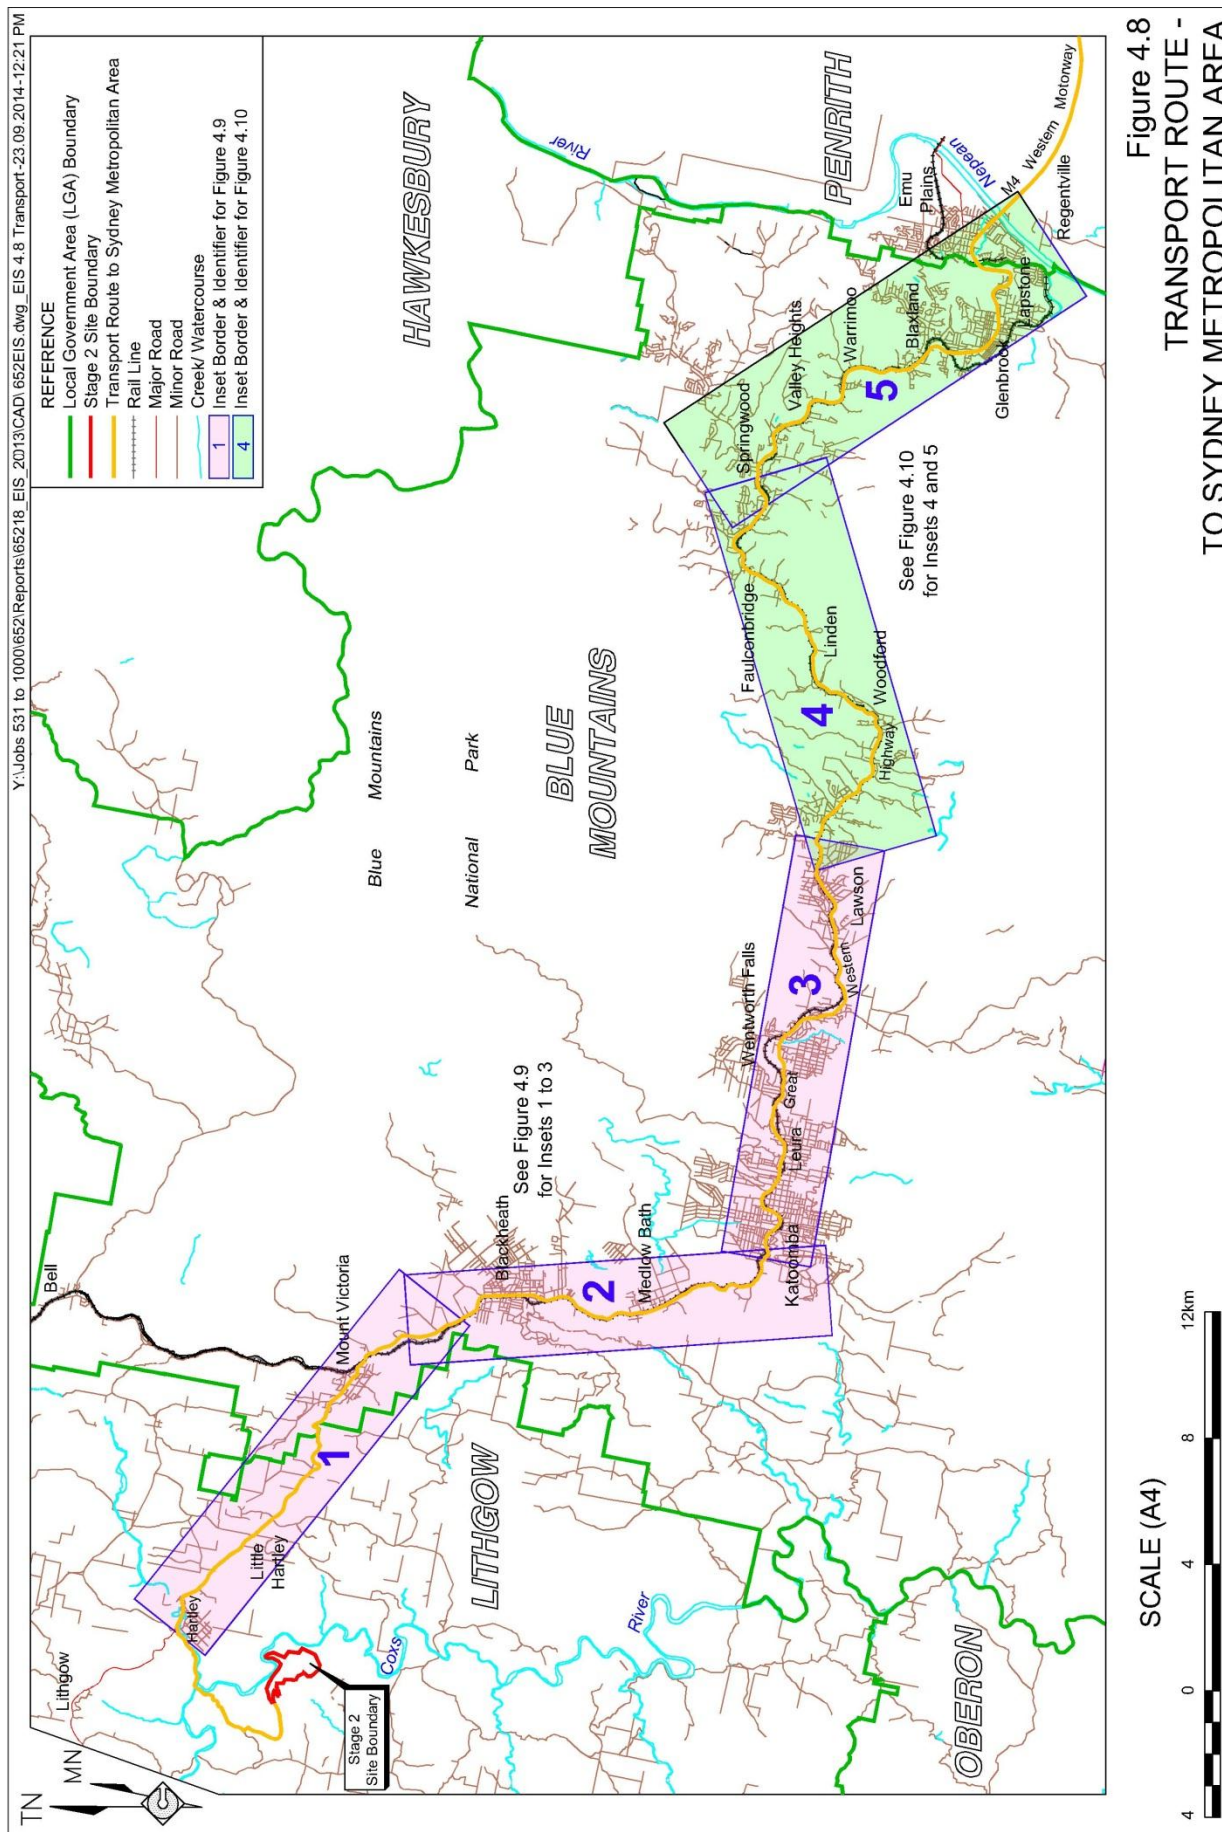 Y:\Jobs 531 to 1000\652\Reports\65218_EIS_2013\CAD\652EIS.dwg_EIS 4.8 Transport-23.09.2014-12:21 PM
TN
MN
REFERENCE
Local Government Area (LGA) Boundary
Stage 2 Site Boundary
Transport Route to Sydney Metropolitan Area
Rail Line
Major Roded
Minor Road
Creek/ Watercourse
1
Inset Border & Identifier for Figure 4.9
4
Inset Border & Identifier for Figure 4.10
Lithgow
Bell
Hartley
Little
Hartley
Mount Victoria
1
Stage 2
Site Boundary
Coxs
River
LITHGOW
OBERON
Blackheath
2
Medlow Bath
See Figure 4.9
for Insets 1 to 3
Blue Mountains
National Park
BLUE
MOUNTAINS
HAWKESBURY
River
PENRITH
Katoomba
Leura
Great
Wentworth Falls
3
Western
Lawson
Highway
Woodford
4
Linden
Faulconbridge
Springwood
Valley Heights
Warrimoo
5
Blaxland
Glenbrook
Lapstone
Emu
Plains
Nepean
M4 Western Motorway
Regentville
See Figure 4.10
for Insets 4 and 5
SCALE (A4)
4 0 4 8 12km
Figure 4.8
TRANSPORT ROUTE -
TO SYDNEY METROPOLITAN AREA